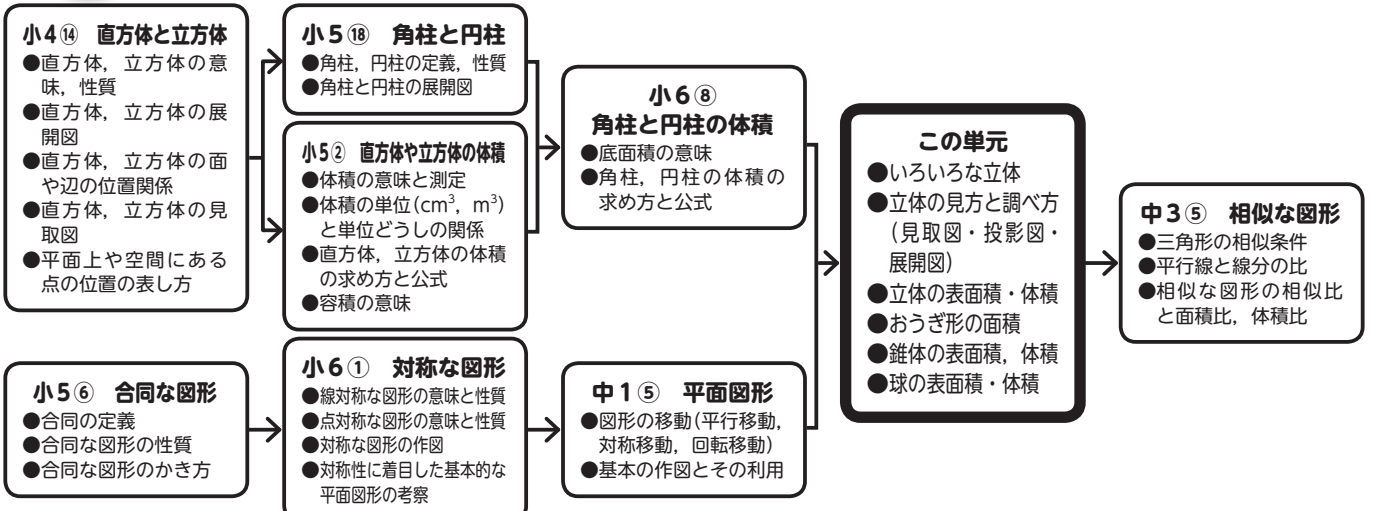 小4⑭　直方体と立方体
●直方体，立方体の意
味，性質
●直方体，立方体の展
開図
●直方体，立方体の面
や辺の位置関係
●直方体，立方体の見
取図
●平面上や空間にある
点の位置の表し方
小5⑱　角柱と円柱
●角柱，円柱の定義，性質
●角柱と円柱の展開図
小5②　直方体や立方体の体積
●体積の意味と測定
●体積の単位(cm³，m³)
と単位どうしの関係
●直方体，立方体の体積
の求め方と公式
●容積の意味
小6⑧
角柱と円柱の体積
●底面積の意味
●角柱，円柱の体積の
求め方と公式
小5⑥　合同な図形
●合同の定義
●合同な図形の性質
●合同な図形のかき方
小6①　対称な図形
●線対称な図形の意味と性質
●点対称な図形の意味と性質
●対称な図形の作図
●対称性に着目した基本的な
平面図形の考察
中1⑤　平面図形
●図形の移動(平行移動，
対称移動，回転移動)
●基本の作図とその利用
この単元
●いろいろな立体
●立体の見方と調べ方
(見取図・投影図・
展開図)
●立体の表面積・体積
●おうぎ形の面積
●錐体の表面積，体積
●球の表面積・体積
中3⑤　相似な図形
●三角形の相似条件
●平行線と線分の比
●相似な図形の相似比
と面積比，体積比